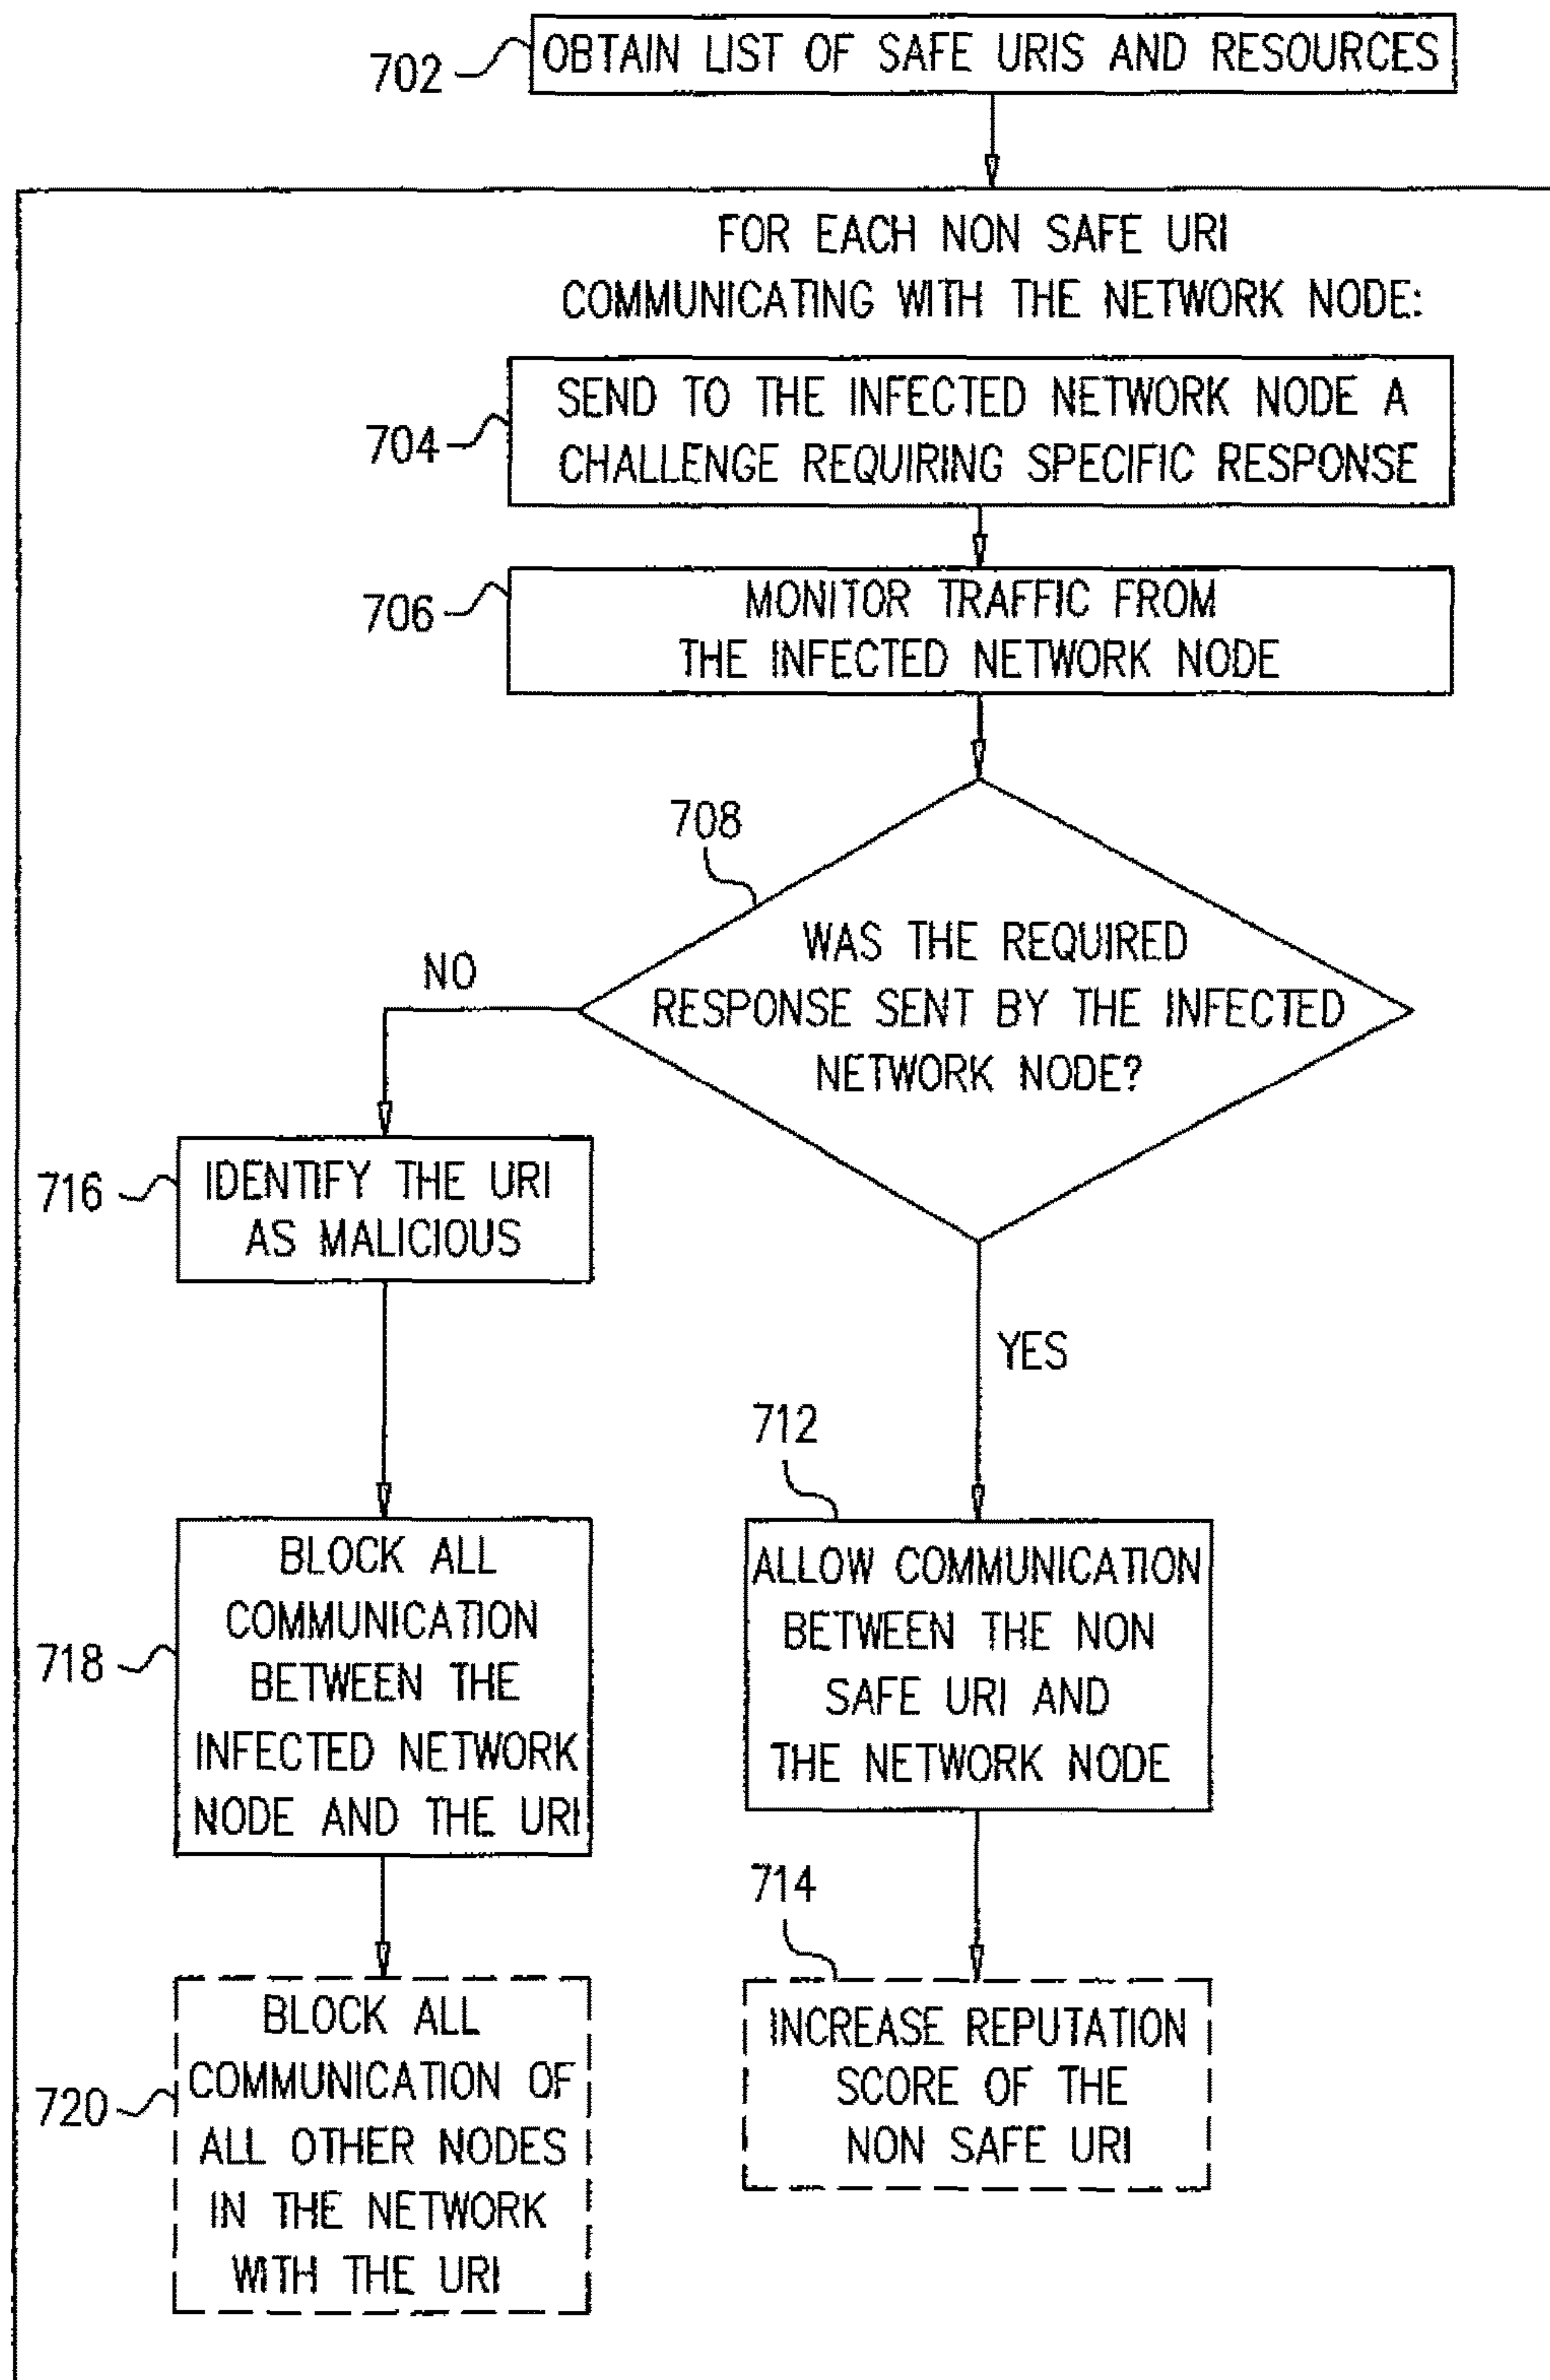 702
OBTAIN LIST OF SAFE URIS AND RESOURCES
FOR EACH NON SAFE URI
COMMUNICATING WITH THE NETWORK NODE:
704
SEND TO THE INFECTED NETWORK NODE A
CHALLENGE REQUIRING SPECIFIC RESPONSE
706
MONITOR TRAFFIC FROM
THE INFECTED NETWORK NODE
708
WAS THE REQUIRED
RESPONSE SENT BY THE INFECTED
NETWORK NODE?
NO
716
IDENTIFY THE URI
AS MALICIOUS
YES
718
BLOCK ALL
COMMUNICATION
BETWEEN THE
INFECTED NETWORK
NODE AND THE URI
712
ALLOW COMMUNICATION
BETWEEN THE NON
SAFE URI AND
THE NETWORK NODE
720
BLOCK ALL
COMMUNICATION OF
ALL OTHER NODES
IN THE NETWORK
WITH THE URI
714
INCREASE REPUTATION
SCORE OF THE
NON SAFE URI